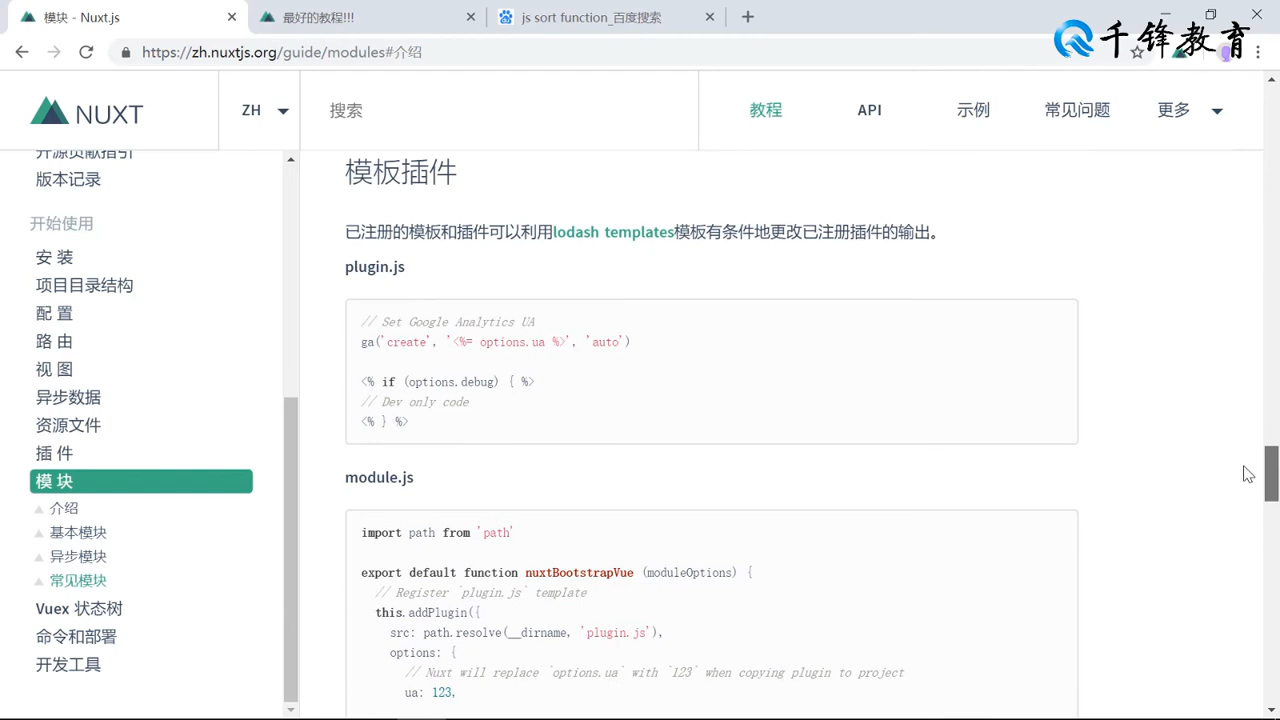 模块 - Nuxt.js
最好的教程!!!
js sort function_百度搜索
https://zh.nuxtjs.org/guide/modules#介绍
千锋教育
NUXT
ZH
搜索
教程
API
示例
常见问题
更多
开源贡献指引
版本记录
开始使用
安 装
项目目录结构
配 置
路 由
视 图
异步数据
资源文件
插 件
模 块
介绍
基本模块
异步模块
常见模块
Vuex 状态树
命令和部署
开发工具
模板插件
已注册的模板和插件可以利用lodash templates模板有条件地更改已注册插件的输出。
plugin.js
// Set Google Analytics UA
ga('create', '<%= options.ua %>', 'auto')
<% if (options.debug) { %>
// Dev only code
<% } %>
module.js
import path from 'path'
export default function nuxtBootstrapVue (moduleOptions) {
// Register `plugin.js` template
this.addPlugin({
src: path.resolve(__dirname, 'plugin.js'),
options: {
// Nuxt will replace `options.ua` with `123` when copying plugin to project
ua: 123,